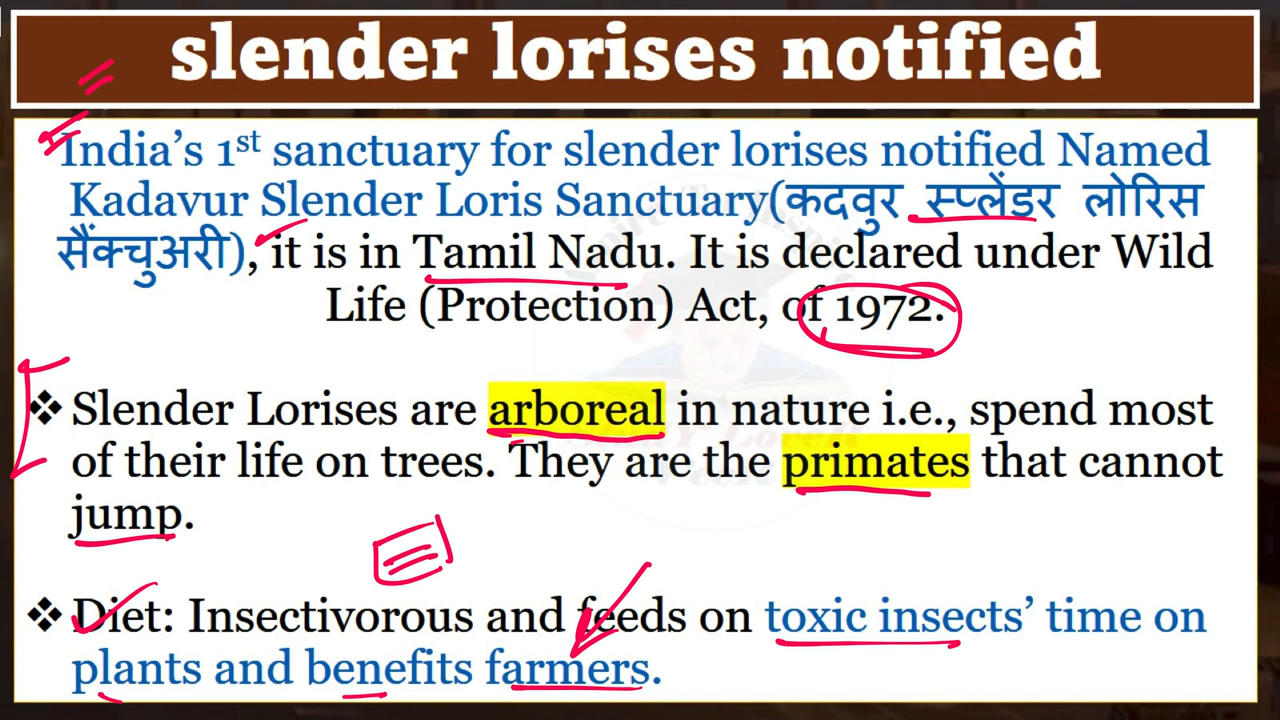 slender lorises notified
India's 1st sanctuary for slender lorises notified Named
Kadavur Slender Loris Sanctuary(कदवुर स्प्लेंडर लोरिस
सैंक्चुअरी), it is in Tamil Nadu. It is declared under Wild
Life (Protection) Act, of 1972.
❖ Slender Lorises are arboreal in nature i.e., spend most
of their life on trees. They are the primates that cannot
jump.
❖ Diet: Insectivorous and feeds on toxic insects' time on
plants and benefits farmers.